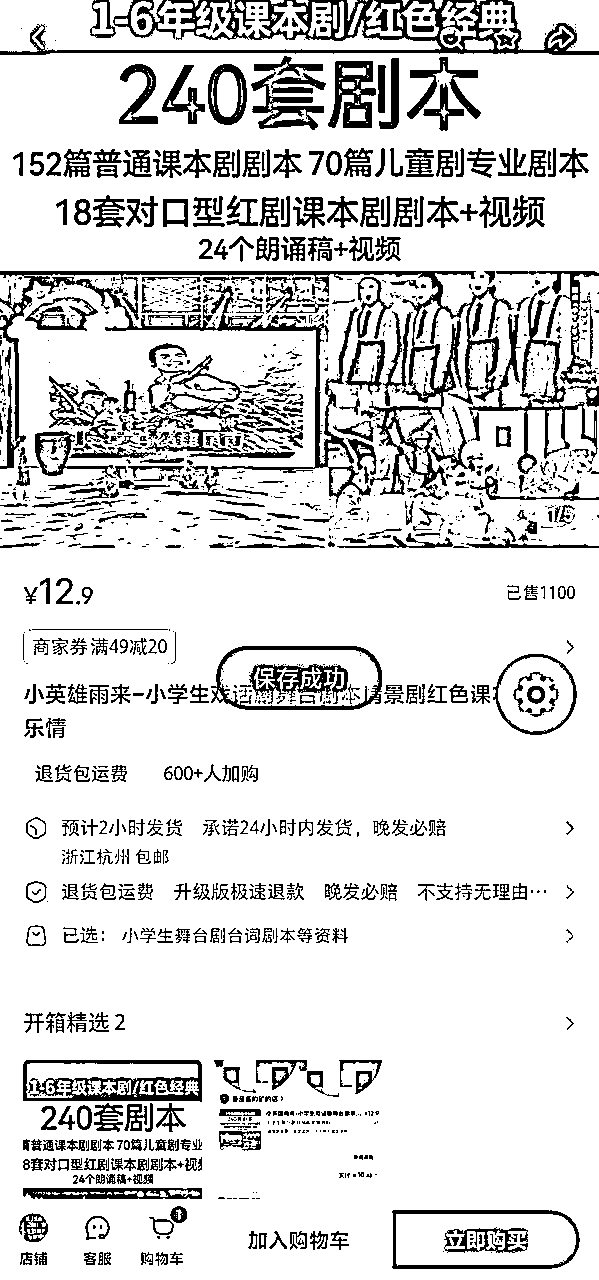 1-6年级课本剧/红色经典
240套剧本
152篇普通课本剧剧本 70篇儿童剧专业剧本
18套对口型红剧课本剧剧本+视频
24个朗诵稿+视频
1/5
¥12.9
已售1100
商家券满49减20
保存成功
小英雄雨来-小学生戏话剧舞台剧本情景剧红色课本
乐情
退货包运费 600+人加购
预计2小时发货 承诺24小时内发货，晚发必赔
浙江杭州 包邮
退货包运费 升级版极速退款 晚发必赔 不支持无理由…
已选： 小学生舞台剧台词剧本等资料
开箱精选 2
1-6年级课本剧/红色经典
240套剧本
普通课本剧剧本 70篇儿童剧专业
8套对口型红剧课本剧剧本+视
24个朗诵稿+视频
店铺
客服
购物车
加入购物车
立即购买